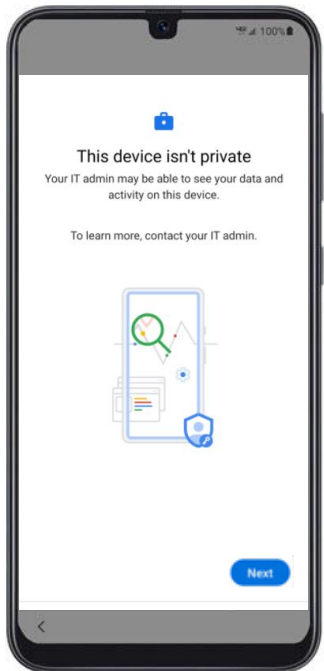 100%
This device isn't private
Your IT admin may be able to see your data and
activity on this device.
To learn more, contact your IT admin.
Next